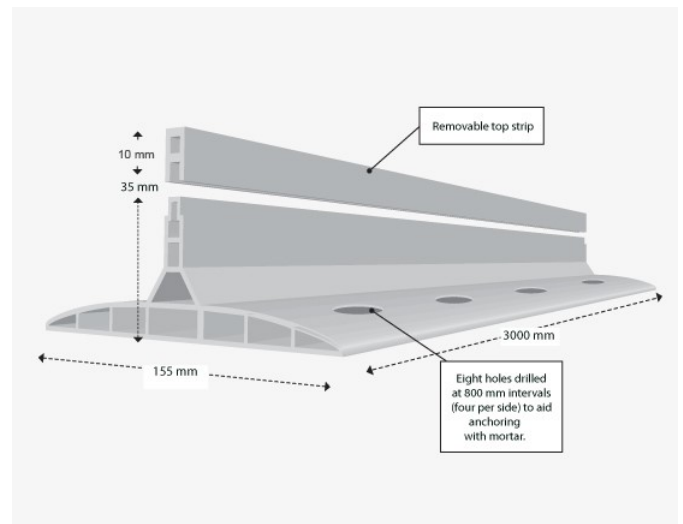 Removable top strip
10 mm
35 mm
3000 mm
155 mm
Eight holes drilled
at 800 mm intervals
(four per side) to aid
anchoring
with mortar.